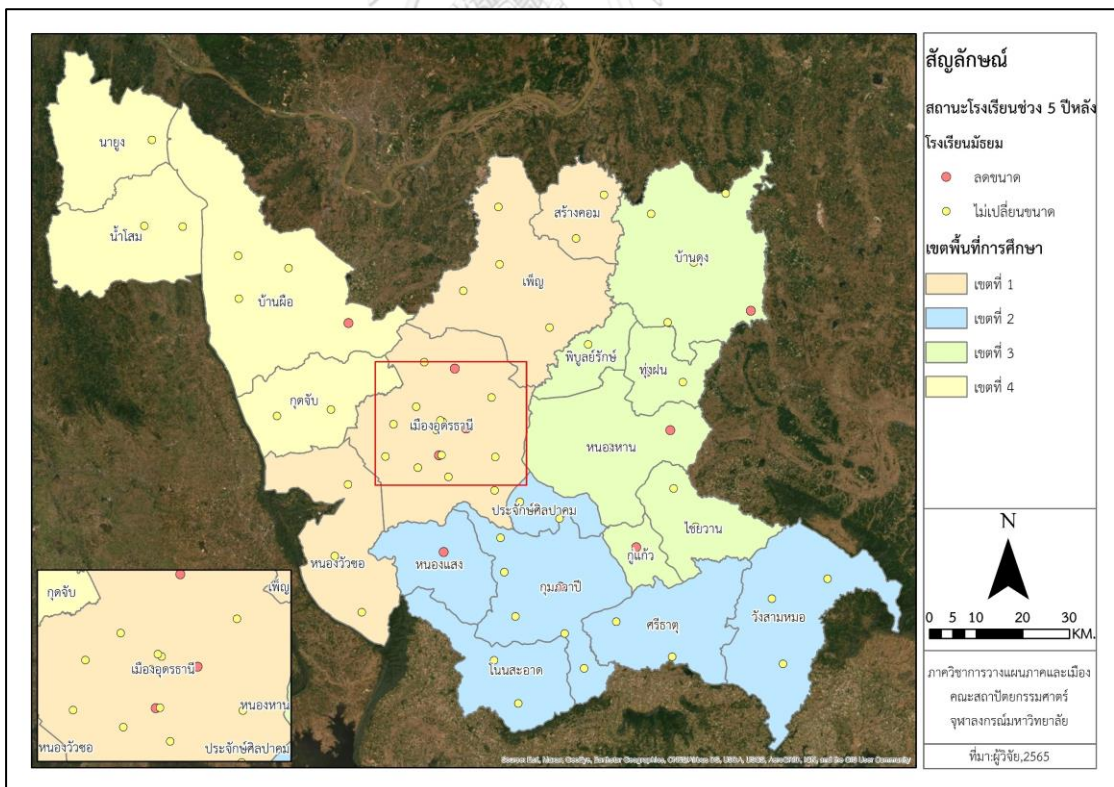 นายูง
น้ำโสม
บ้านผือ
กุดจับ
เพ็ญ
สร้างคอม
บ้านดุง
พิบูลย์รักษ์
ทุ่งฝน
เมืองอุดรธานี
หนองหาน
ไชยวาน
ประจักษ์ศิลปาคม
กู่แก้ว
หนองวัวซอ
หนองแสง
กุมภวาปี
ศรีธาตุ
วังสามหมอ
โนนสะอาด
กุดจับ
เพ็ญ
เมืองอุดรธานี
หนองหาน
หนองวัวซอ
ประจักษ์ศิลปาคม
สัญลักษณ์
สถานะโรงเรียนช่วง 5 ปีหลัง
โรงเรียนมัธยม
ลดขนาด
ไม่เปลี่ยนขนาด
เขตพื้นที่การศึกษา
เขตที่ 1
เขตที่ 2
เขตที่ 3
เขตที่ 4
N
0 5 10 20 30
KM.
ภาควิชาการวางแผนภาคและเมือง
คณะสถาปัตยกรรมศาตร์
จุฬาลงกรณ์มหาวิทยาลัย
ที่มา:ผู้วิจัย,2565